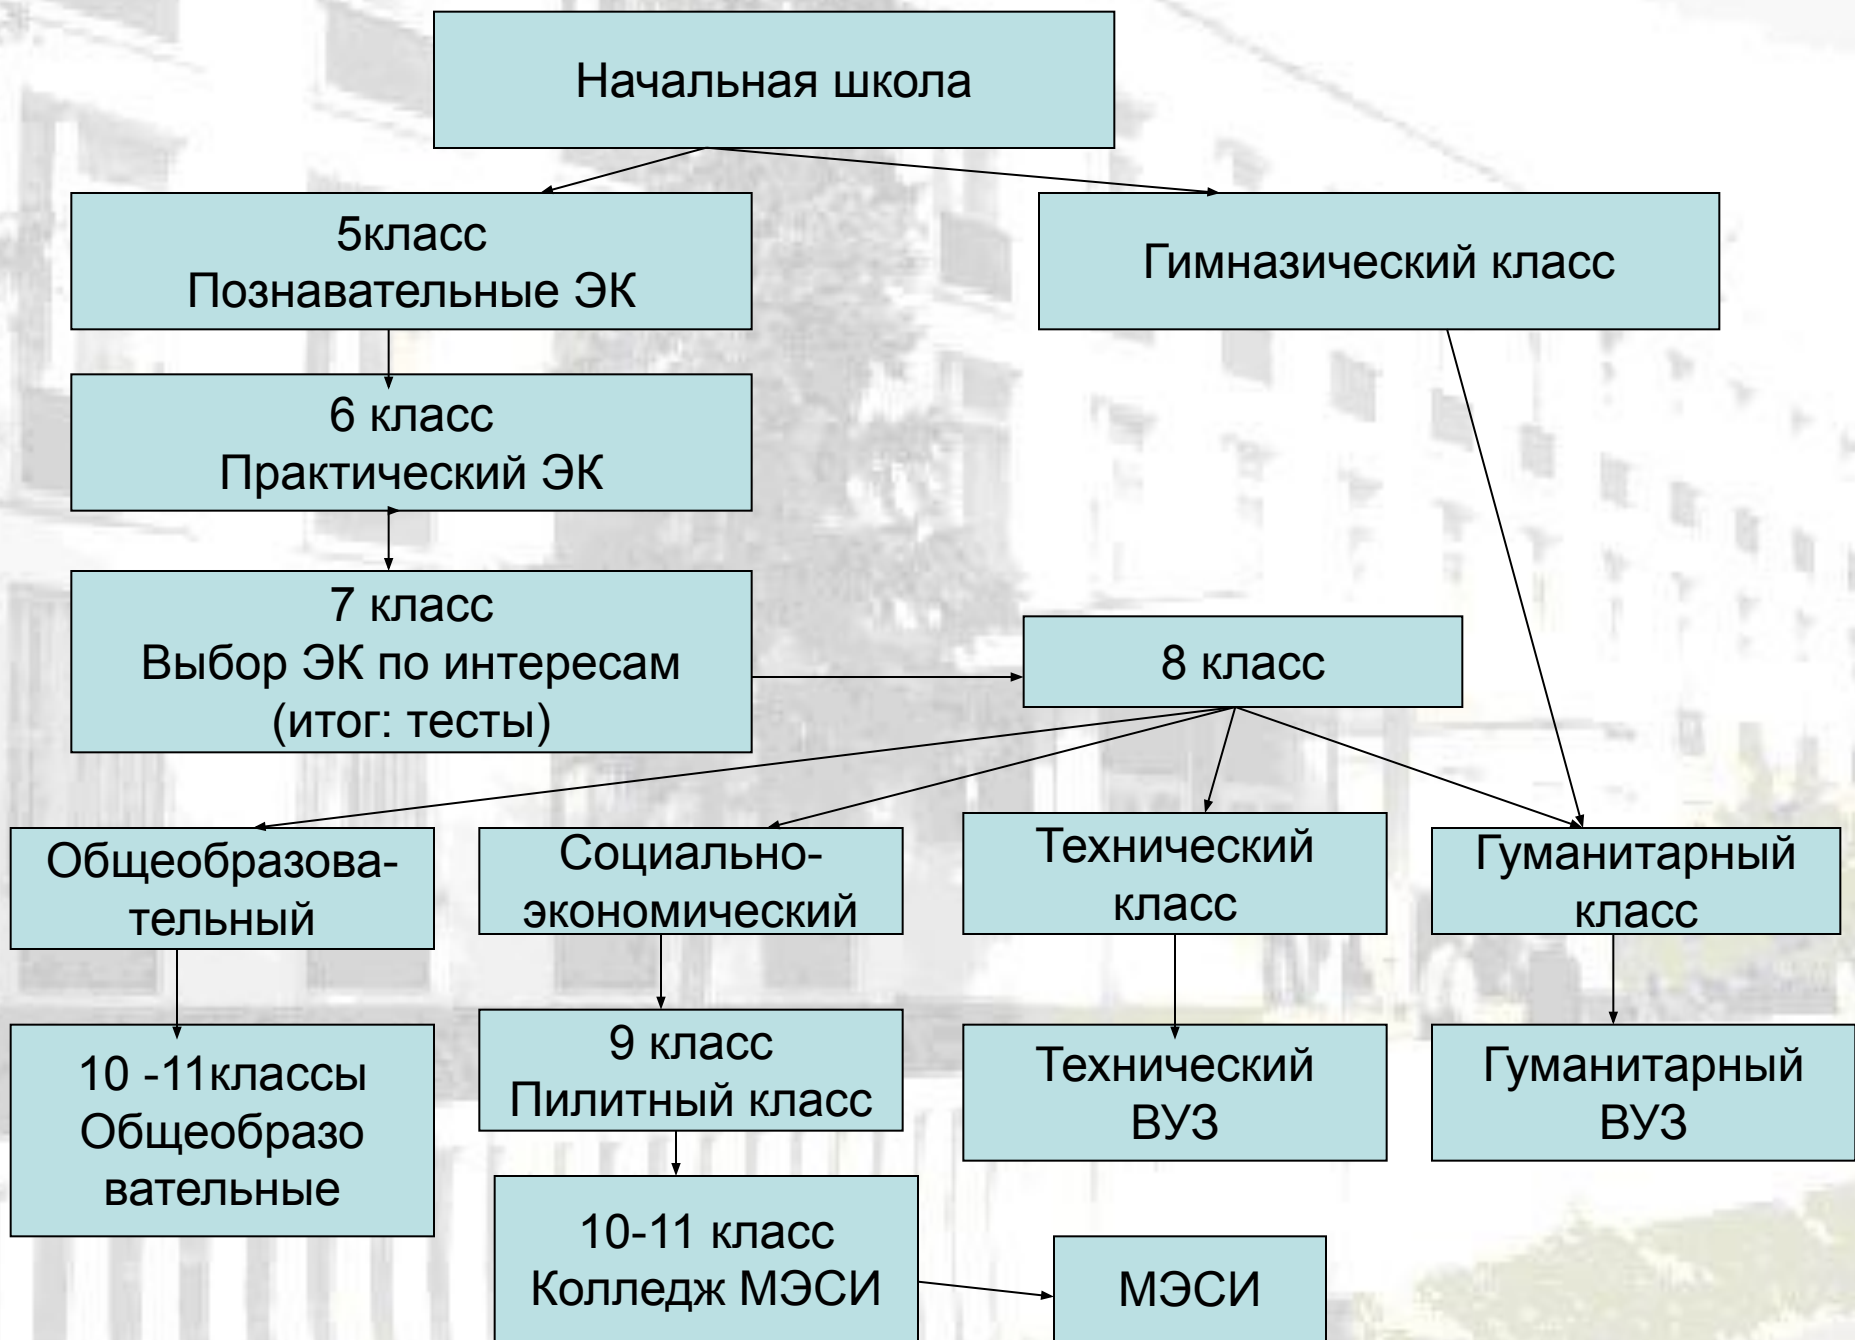 Начальная школа
5класс
Познавательные ЭК
Гимназический класс
6 класс
Практический ЭК
7 класс
Выбор ЭК по интересам
(итог: тесты)
8 класс
Общеобразова-
тельный
Социально-
экономический
Технический
класс
Гуманитарный
класс
10 -11классы
Общеобразо
вательные
9 класс
Пилитный класс
Технический
ВУЗ
Гуманитарный
ВУЗ
10-11 класс
Колледж МЭСИ
МЭСИ